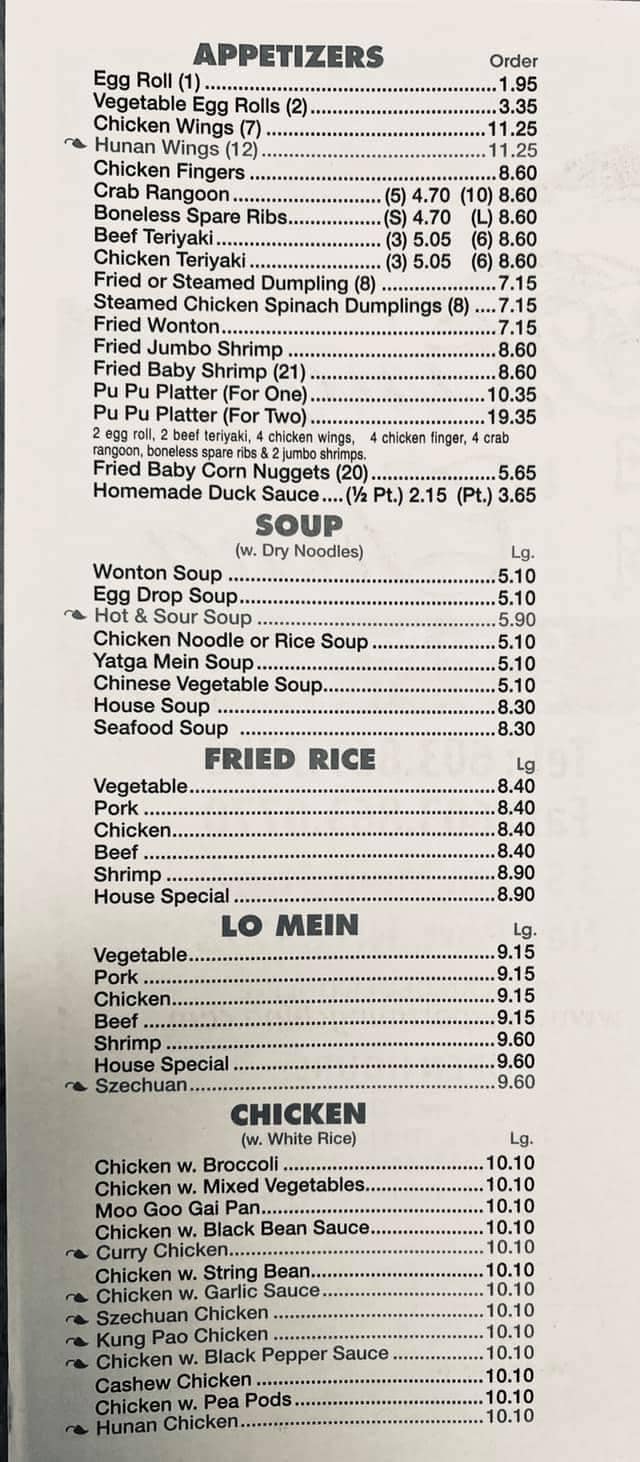 APPETIZERS Order
Egg Roll (1) 1.95
Vegetable Egg Rolls (2) 3.35
Chicken Wings (7) 11.25
Hunan Wings (12) 11.25
Chicken Fingers 8.60
Crab Rangoon (5) 4.70 (10) 8.60
Boneless Spare Ribs (S) 4.70 (L) 8.60
Beef Teriyaki (3) 5.05 (6) 8.60
Chicken Teriyaki (3) 5.05 (6) 8.60
Fried or Steamed Dumpling (8) 7.15
Steamed Chicken Spinach Dumplings (8) 7.15
Fried Wonton 7.15
Fried Jumbo Shrimp 8.60
Fried Baby Shrimp (21) 8.60
Pu Pu Platter (For One) 10.35
Pu Pu Platter (For Two) 19.35
2 egg roll, 2 beef teriyaki, 4 chicken wings, 4 chicken finger, 4 crab
rangoon, boneless spare ribs & 2 jumbo shrimps.
Fried Baby Corn Nuggets (20) 5.65
Homemade Duck Sauce (½ Pt.) 2.15 (Pt.) 3.65
SOUP
(w. Dry Noodles) Lg.
Wonton Soup 5.10
Egg Drop Soup 5.10
Hot & Sour Soup 5.90
Chicken Noodle or Rice Soup 5.10
Yatga Mein Soup 5.10
Chinese Vegetable Soup 5.10
House Soup 8.30
Seafood Soup 8.30
FRIED RICE Lg
Vegetable 8.40
Pork 8.40
Chicken 8.40
Beef 8.40
Shrimp 8.90
House Special 8.90
LO MEIN Lg.
Vegetable 9.15
Pork 9.15
Chicken 9.15
Beef 9.15
Shrimp 9.60
House Special 9.60
Szechuan 9.60
CHICKEN
(w. White Rice) Lg.
Chicken w. Broccoli 10.10
Chicken w. Mixed Vegetables 10.10
Moo Goo Gai Pan 10.10
Chicken w. Black Bean Sauce 10.10
Curry Chicken 10.10
Chicken w. String Bean 10.10
Chicken w. Garlic Sauce 10.10
Szechuan Chicken 10.10
Kung Pao Chicken 10.10
Chicken w. Black Pepper Sauce 10.10
Cashew Chicken 10.10
Chicken w. Pea Pods 10.10
Hunan Chicken 10.10